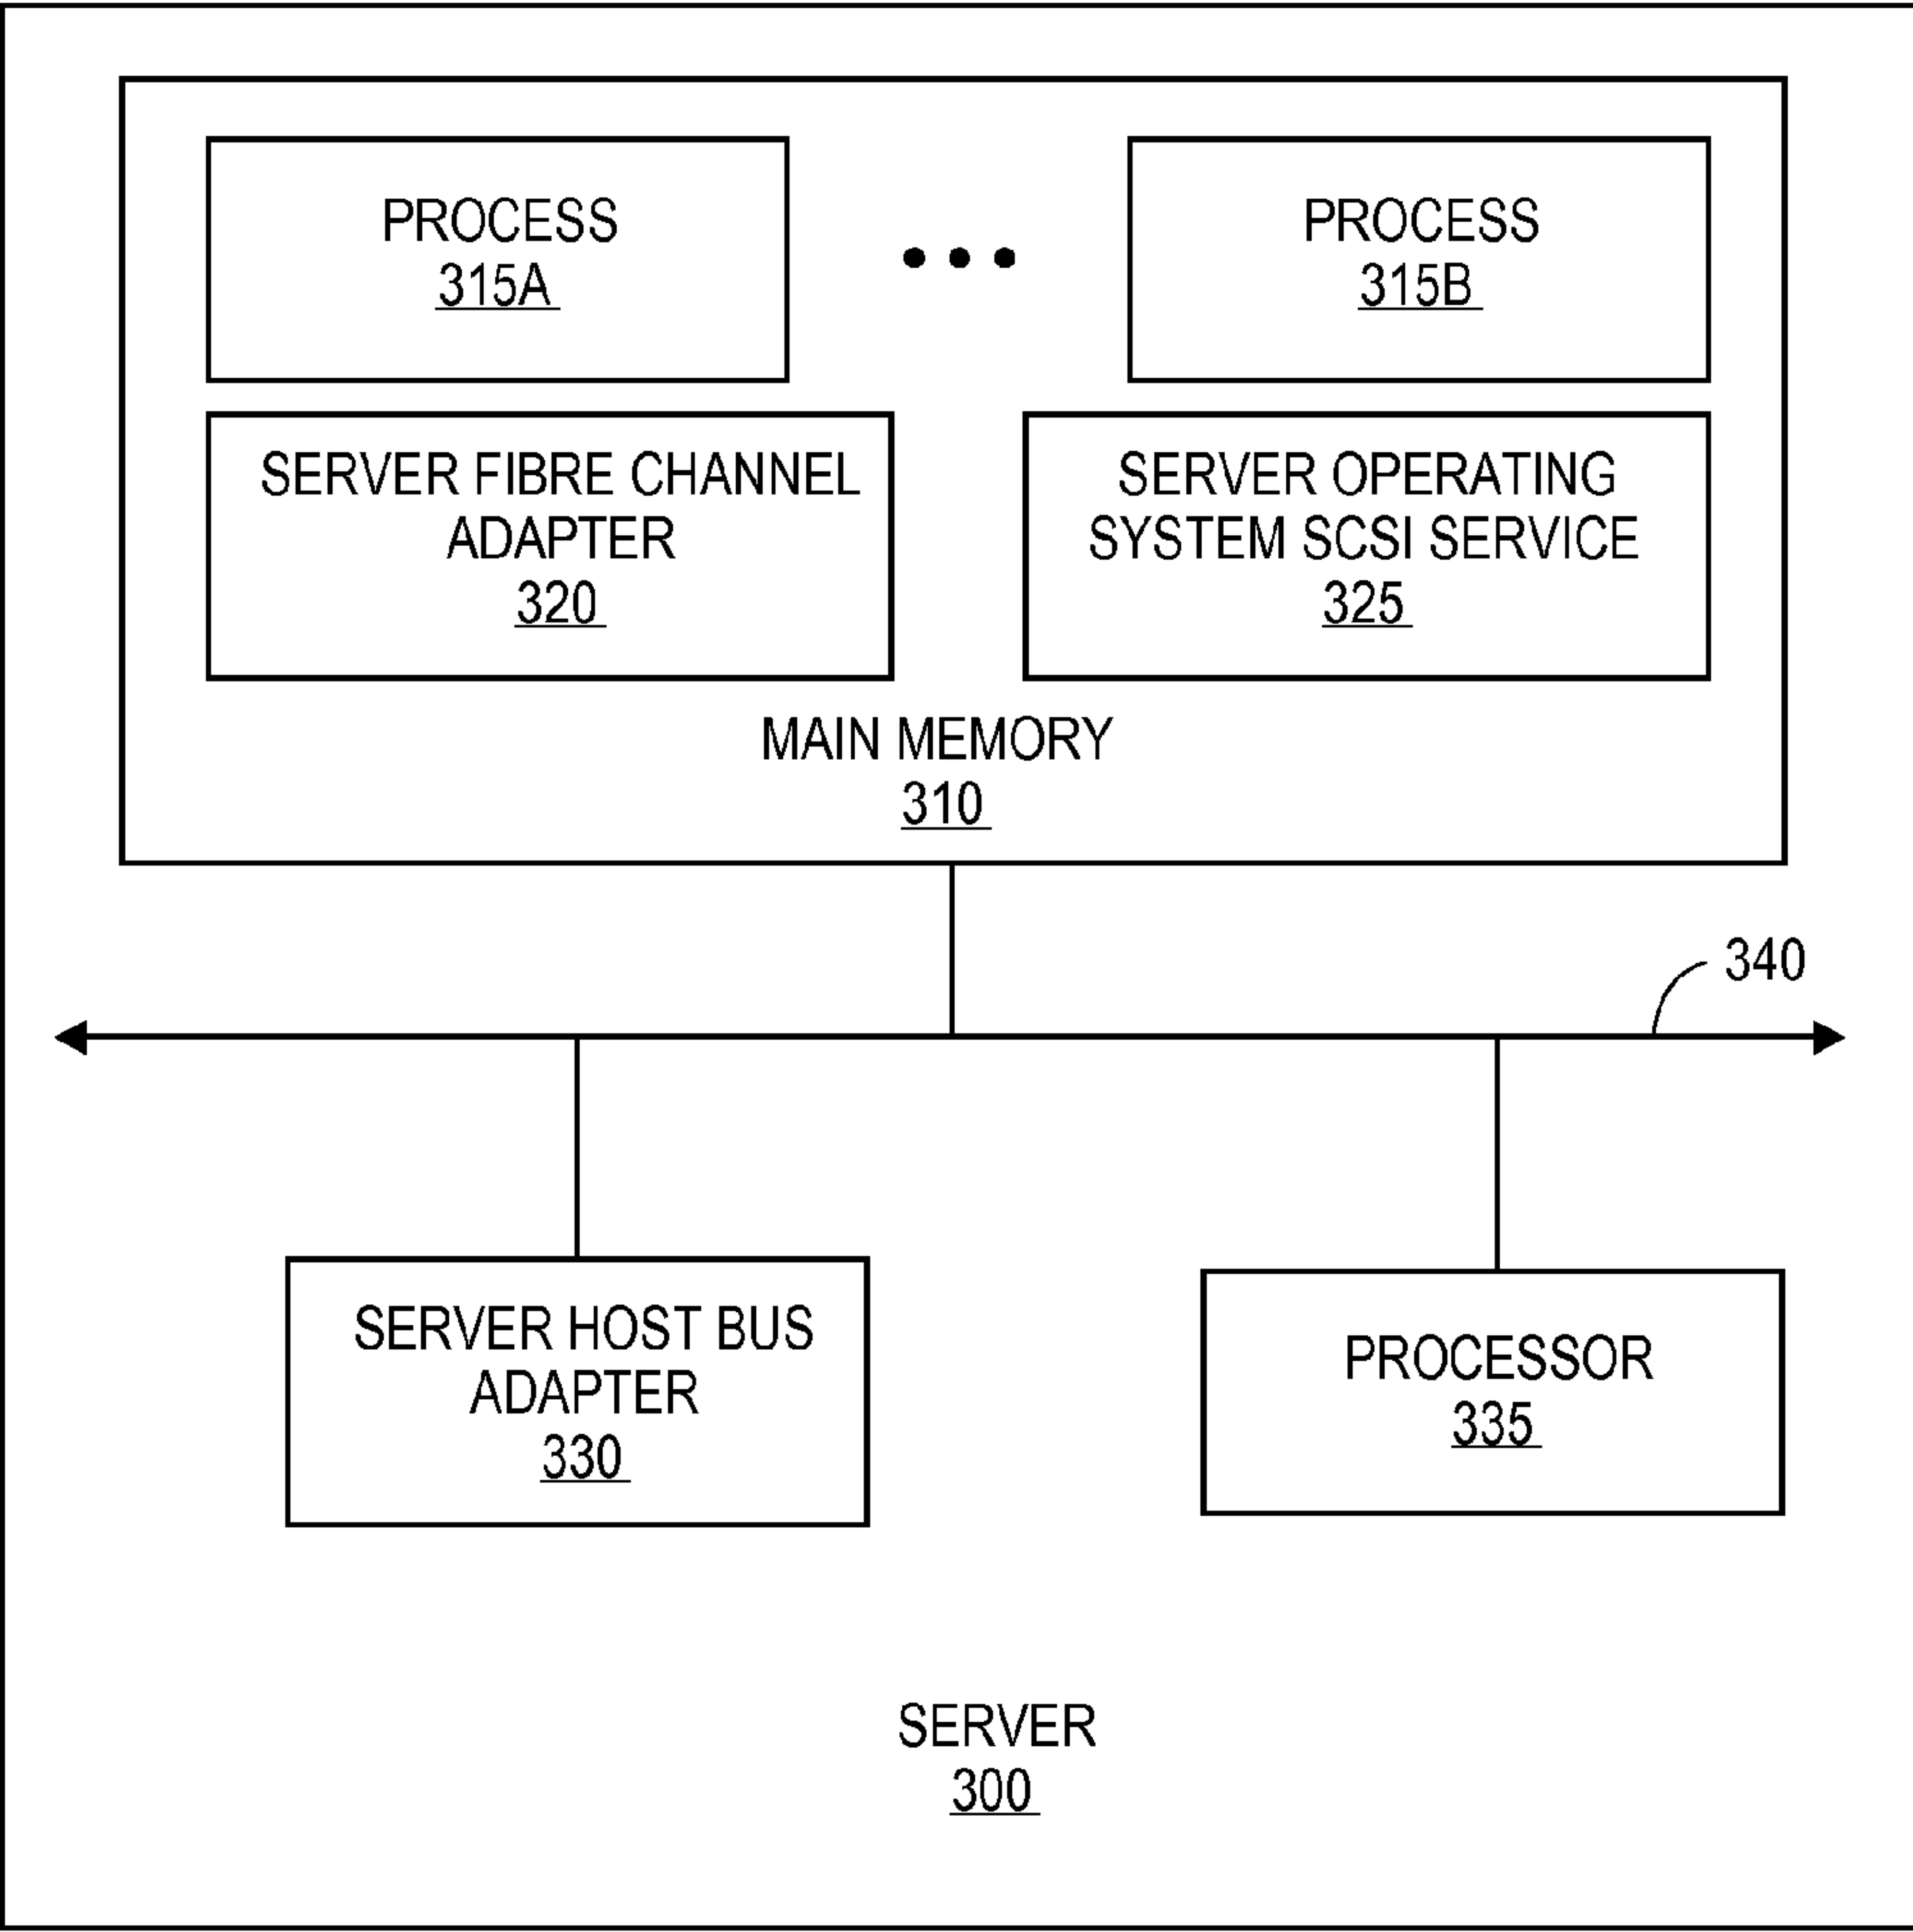 PROCESS
315A
PROCESS
315B
SERVER FIBRE CHANNEL
ADAPTER
320
SERVER OPERATING
SYSTEM SCSI SERVICE
325
MAIN MEMORY
310
340
SERVER HOST BUS
ADAPTER
330
PROCESSOR
335
SERVER
300